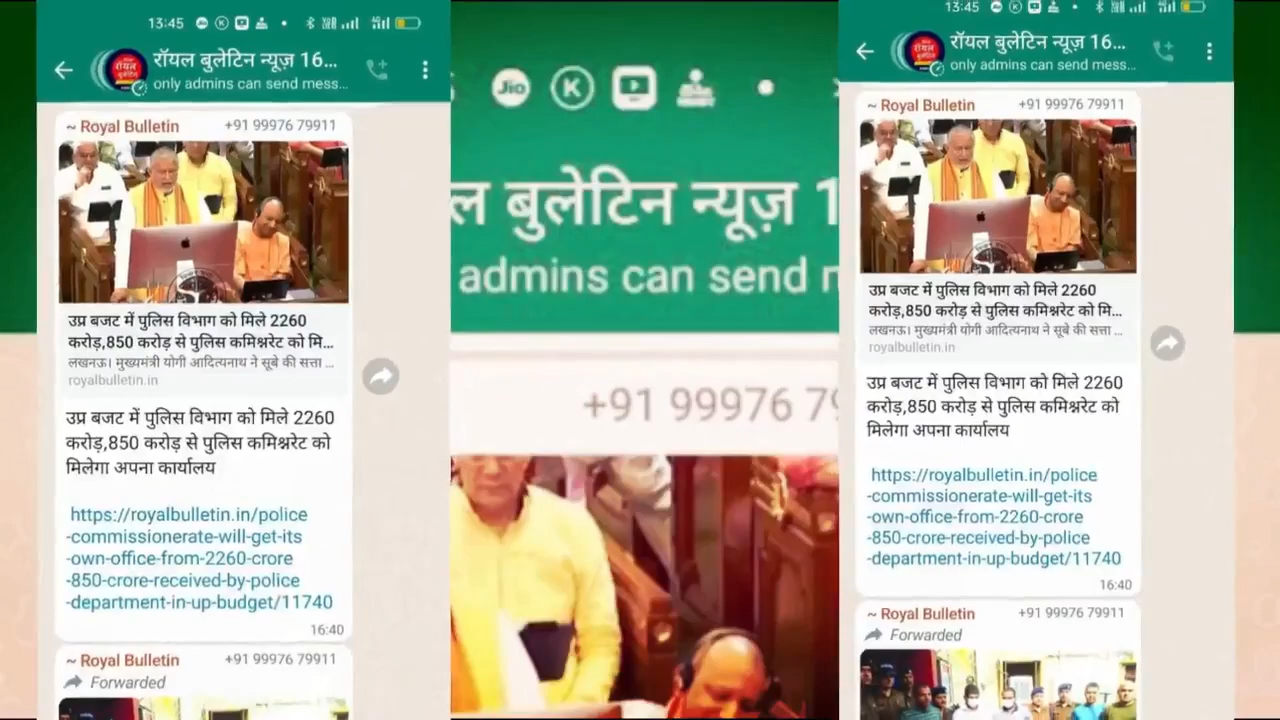 13:45
रॉयल बुलेटिन न्यूज़ 16...
only admins can send mess...
~ Royal Bulletin +91 99976 79911
उप्र बजट में पुलिस विभाग को मिले 2260
करोड़,850 करोड़ से पुलिस कमिश्नरेट को मि...
लखनऊ। मुख्यमंत्री योगी आदित्यनाथ ने सूबे की सत्ता ...
royalbulletin.in
उप्र बजट में पुलिस विभाग को मिले 2260
करोड़,850 करोड़ से पुलिस कमिश्नरेट को
मिलेगा अपना कार्यालय
https://royalbulletin.in/police
-commissionerate-will-get-its
-own-office-from-2260-crore
-850-crore-received-by-police
-department-in-up-budget/11740
16:40
~ Royal Bulletin +91 99976 79911
Forwarded
Jio K
ल बुलेटिन न्यूज़ 1
admins can send
+91 99976 79
13:45
रॉयल बुलेटिन न्यूज़ 16...
only admins can send mess...
~ Royal Bulletin +91 99976 79911
उप्र बजट में पुलिस विभाग को मिले 2260
करोड़,850 करोड़ से पुलिस कमिश्नरेट को मि...
लखनऊ। मुख्यमंत्री योगी आदित्यनाथ ने सूबे की सत्ता ...
royalbulletin.in
उप्र बजट में पुलिस विभाग को मिले 2260
करोड़,850 करोड़ से पुलिस कमिश्नरेट को
मिलेगा अपना कार्यालय
https://royalbulletin.in/police
-commissionerate-will-get-its
-own-office-from-2260-crore
-850-crore-received-by-police
-department-in-up-budget/11740
16:40
~ Royal Bulletin +91 99976 79911
Forwarded